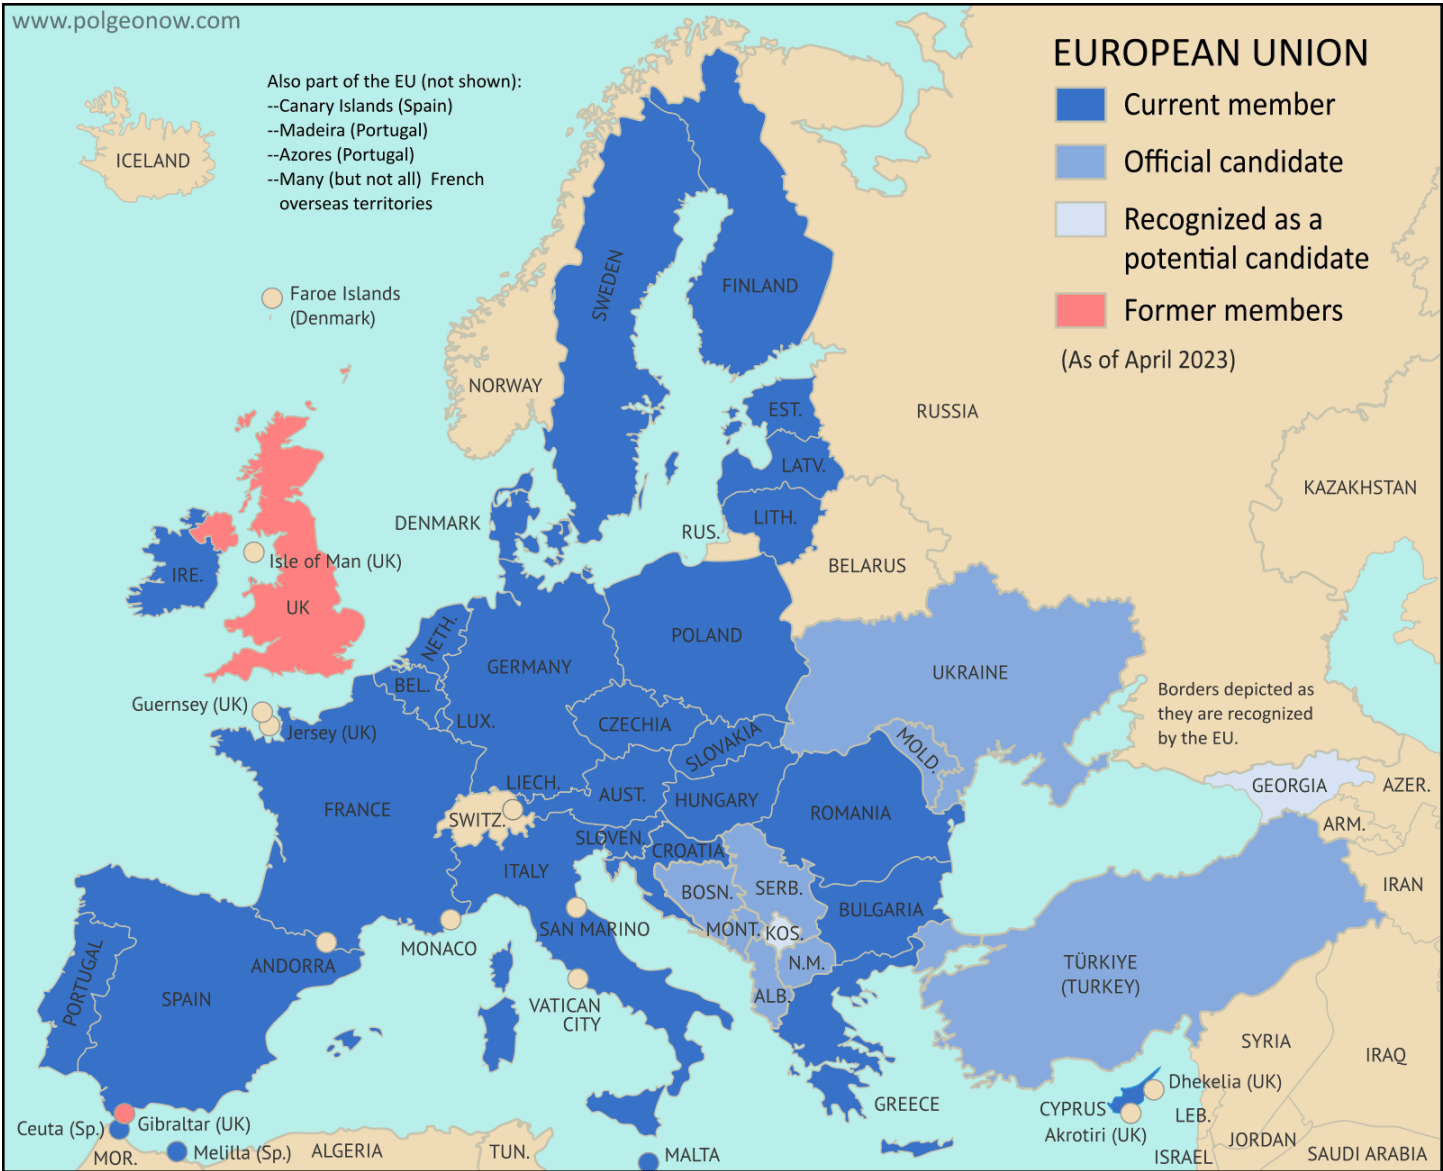 www.polgeonow.com
EUROPEAN UNION
Current member
Official candidate
Recognized as a
potential candidate
Former members
(As of April 2023)
Also part of the EU (not shown):
--Canary Islands (Spain)
--Madeira (Portugal)
--Azores (Portugal)
--Many (but not all) French
overseas territories
ICELAND
Faroe Islands
(Denmark)
SWEDEN
FINLAND
NORWAY
RUSSIA
EST.
LATV.
LITH.
RUS.
KAZAKHSTAN
DENMARK
BELARUS
Isle of Man (UK)
IRE.
UK
NETH.
POLAND
GERMANY
UKRAINE
BEL.
Guernsey (UK)
Jersey (UK)
LUX.
CZECHIA
SLOVAKIA
MOLD.
Borders depicted as
they are recognized
by the EU.
LIECH.
AUST.
HUNGARY
FRANCE
SWITZ.
ROMANIA
GEORGIA
AZER.
ARM.
SLOVEN.
CROATIA
ITALY
BOSN.
SERB.
IRAN
BULGARIA
SAN MARINO
MONT.
KOS.
MONACO
ANDORRA
N.M.
TÜRKIYE
(TURKEY)
PORTUGAL
SPAIN
VATICAN
CITY
ALB.
SYRIA
IRAQ
GREECE
Dhekelia (UK)
CYPRUS
Akrotiri (UK)
LEB.
Ceuta (Sp.)
Gibraltar (UK)
Melilla (Sp.)
MOR.
ALGERIA
TUN.
MALTA
JORDAN
ISRAEL
SAUDI ARABIA